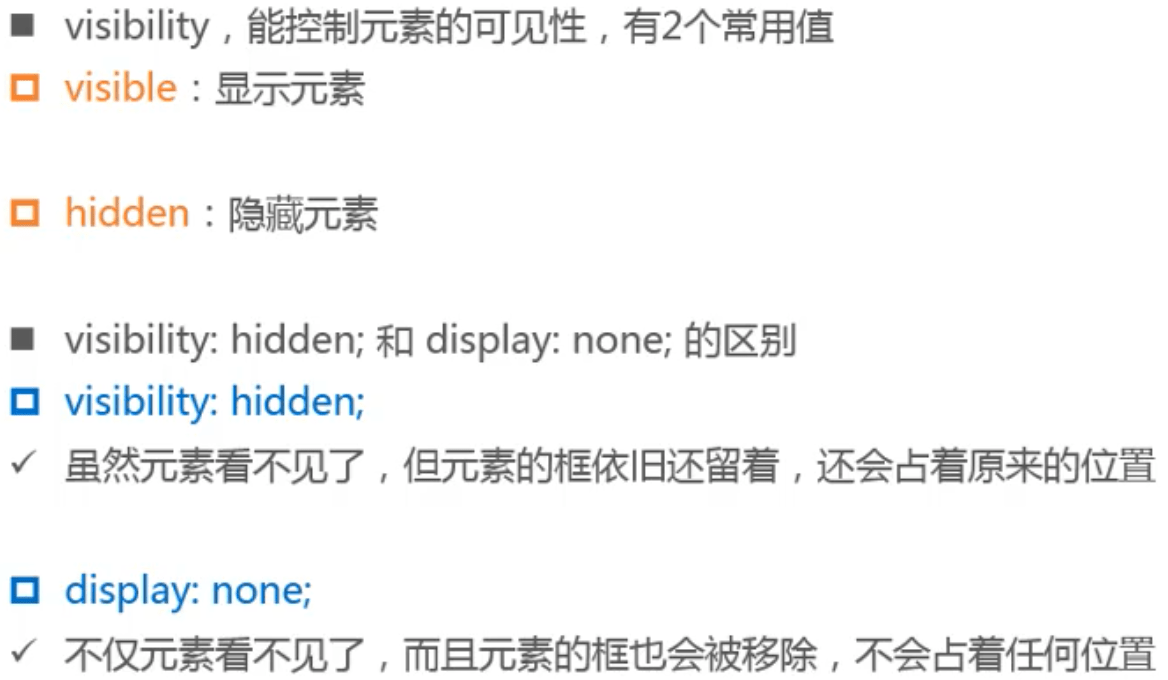 visibility，能控制元素的可见性，有2个常用值
visible：显示元素
hidden：隐藏元素
visibility: hidden; 和 display: none; 的区别
visibility: hidden;
虽然元素看不见了，但元素的框依旧还留着，还会占着原来的位置
display: none;
不仅元素看不见了，而且元素的框也会被移除，不会占着任何位置